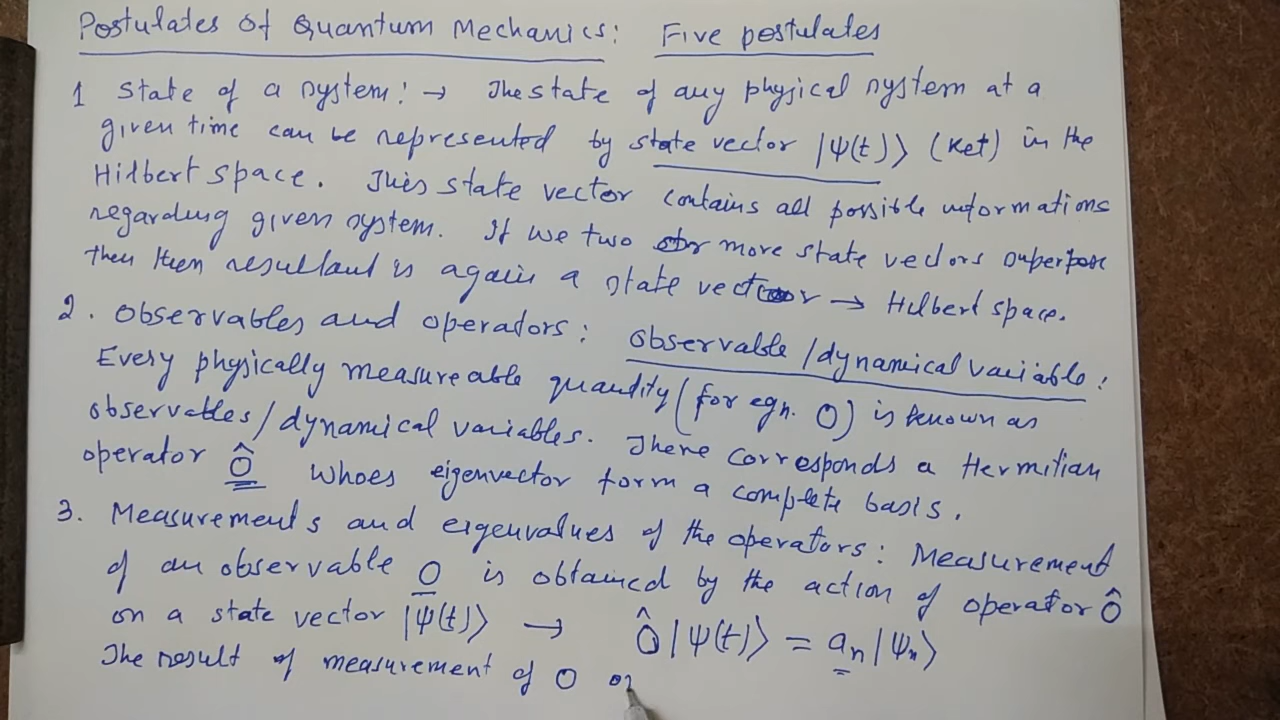 Postulates Of Quantum Mechanics: Five postulates
1 State of a system: → The state of any physical system at a
given time can be represented by state vector |Ψ(t)⟩ (Ket) in the
Hilbert space. This state vector contains all possible informations
regarding given system. If we two or more state vectors superpose
then then resultant is again a state vector → Hilbert space.
2. Observables and operators: Observable/dynamical variable:
Every physically measureable quantity (for egn. O) is known as
observables/dynamical variables. There corresponds a Hermitian
operator Ô whoes eigenvector form a complete basis.
3. Measurements and eigenvalues of the operators: Measurement
of an observable O is obtained by the action of operator Ô
on a state vector |Ψ(t)⟩ → Ô|Ψ(t)⟩ = aₙ|Ψₙ⟩
The result of measurement of O